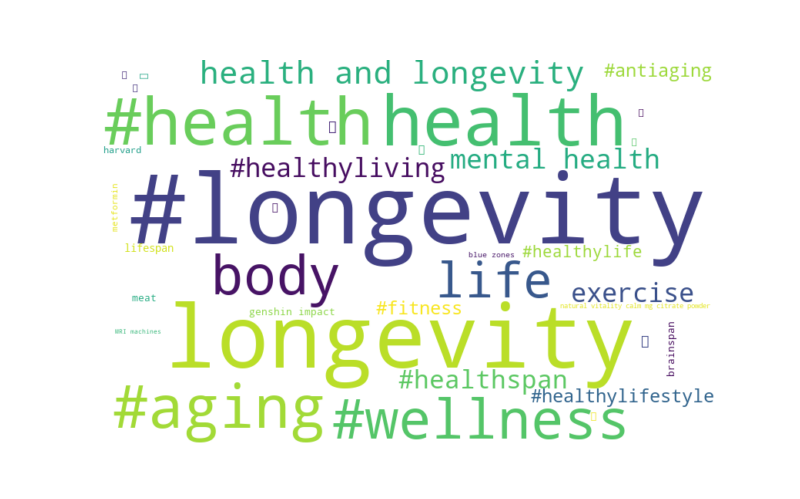 health and longevity
#antiaging
#health
health
harvard
#healthyliving
mental health
#longevity
metformin
lifespan
blue zones
#healthylife
body
life
exercise
meat
genshin impact
#fitness
natural vitality calm mg citrate powder
longevity
MRI machines
brainspan
#healthspan
#aging
#wellness
#healthylifestyle